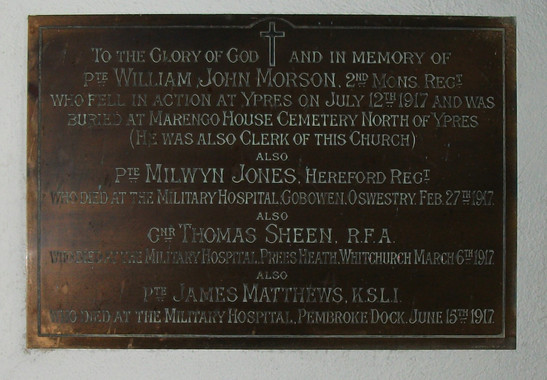 TO THE GLORY OF GOD AND IN MEMORY OF
PTE WILLIAM JOHN MORSON, 2ND MONS. REGT
WHO FELL IN ACTION AT YPRES ON JULY 12TH 1917 AND WAS
BURIED AT MARENGO HOUSE CEMETERY NORTH OF YPRES
(HE WAS ALSO CLERK OF THIS CHURCH)
ALSO
PTE MILWYN JONES, HEREFORD REGT
WHO DIED AT THE MILITARY HOSPITAL, GOBOWEN, OSWESTRY. FEB. 27TH 1917.
ALSO
GNR THOMAS SHEEN, R.F.A.
WHO DIED AT THE MILITARY HOSPITAL, PREES HEATH, WHITCHURCH MARCH 6TH 1917
ALSO
PTE JAMES MATTHEWS, K.S.L.I.
WHO DIED AT THE MILITARY HOSPITAL, PEMBROKE DOCK. JUNE 15TH 1917.